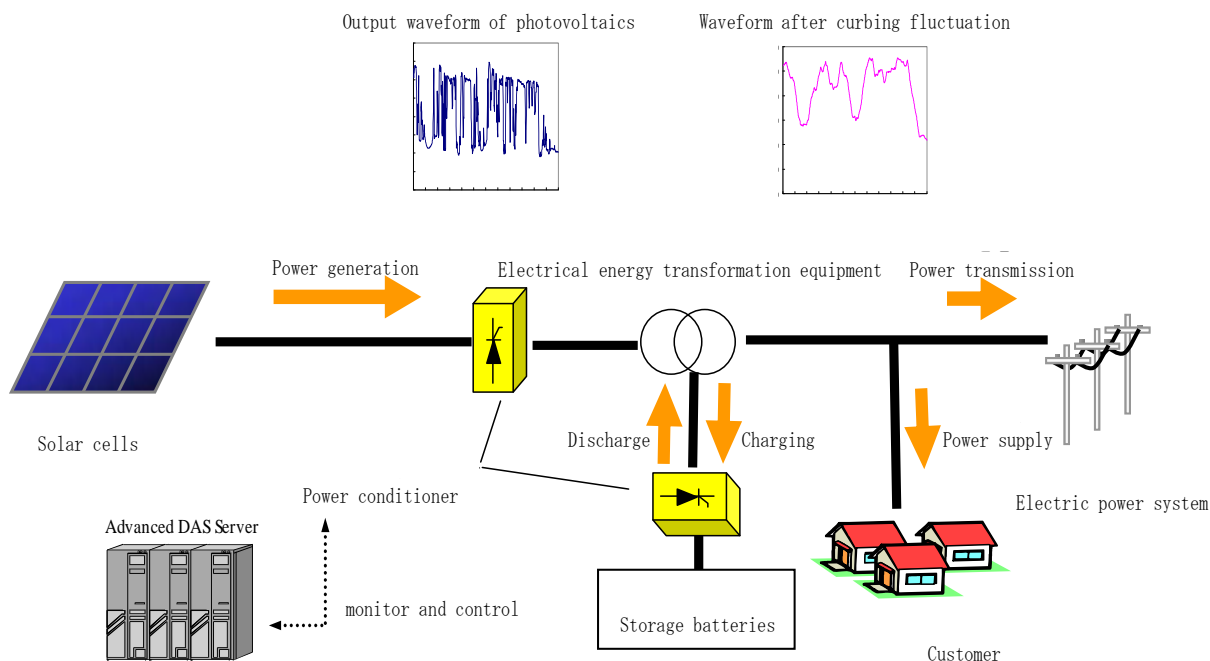 Output waveform of photovoltaics
Waveform after curbing fluctuation
Power generation
Electrical energy transformation equipment
Power transmission
Solar cells
Discharge
Charging
Power supply
Power conditioner
Electric power system
Advanced DAS Server
monitor and control
Storage batteries
Customer